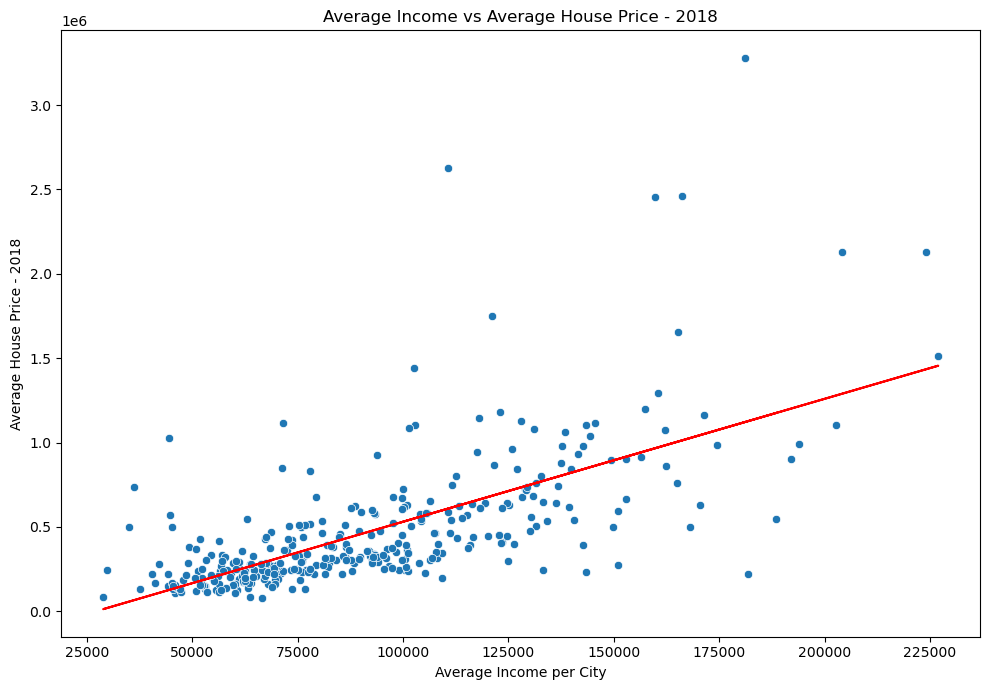 Average Income vs Average House Price - 2018
1e6
3.0
2.5
2.0
1.5
1.0
0.5
0.0
Average House Price - 2018
25000 50000 75000 100000 125000 150000 175000 200000 225000
Average Income per City